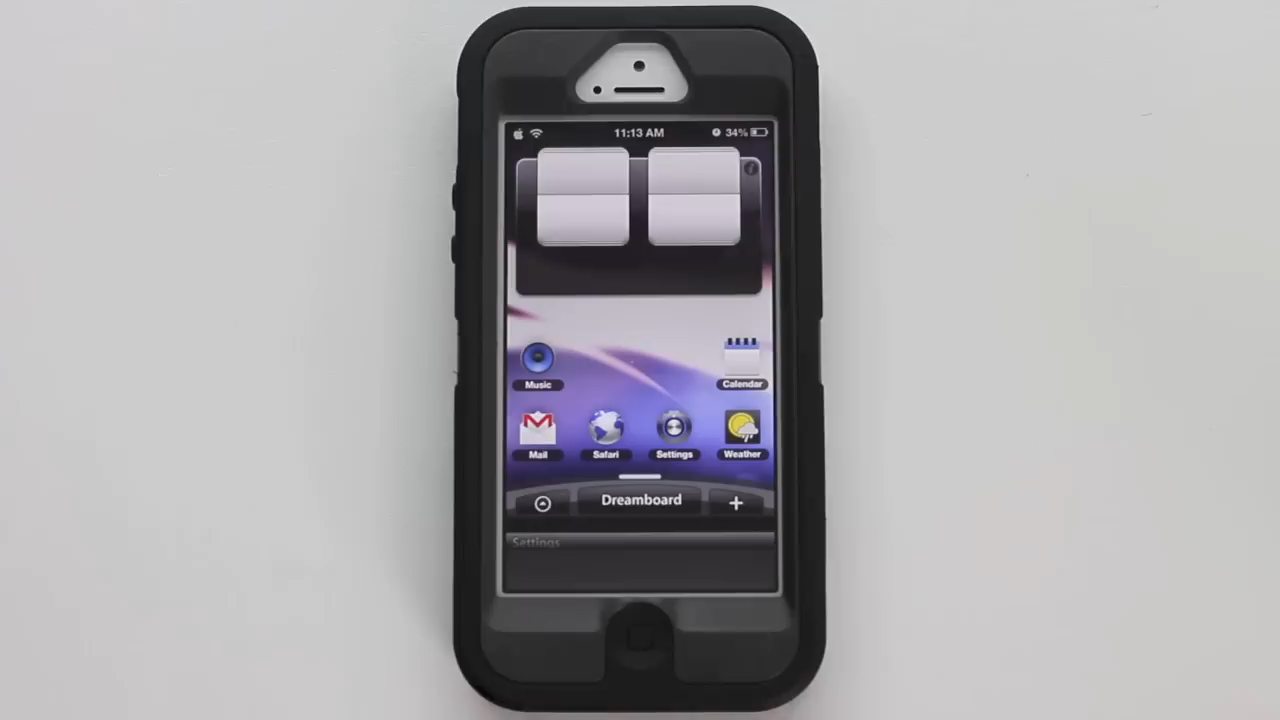 11:13 AM
34%
Music
Calendar
Mail
Safari
Settings
Weather
Dreamboard
Settings